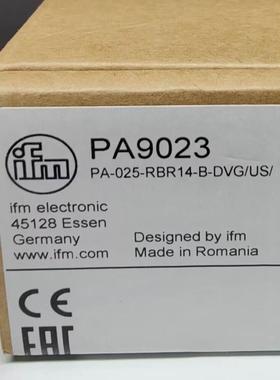 ifm
PA9023
PA-025-RBR14-B-DVG/US/
ifm electronic
45128 Essen
Germany
www.ifm.com
Designed by ifm
Made in Romania
CE
EAC